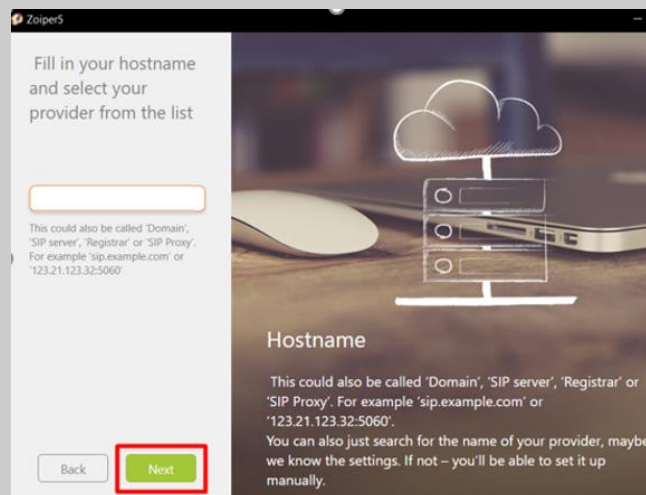 Zoiper5
Fill in your hostname
and select your
provider from the list
This could also be called 'Domain',
'SIP server', 'Registrar' or 'SIP Proxy'.
For example 'sip.example.com' or
'123.21.123.32:5060'
Back
Next
Hostname
This could also be called 'Domain', 'SIP server', 'Registrar' or
'SIP Proxy'. For example 'sip.example.com' or
'123.21.123.32:5060'.
You can also just search for the name of your provider, maybe
we know the settings. If not – you'll be able to set it up
manually.